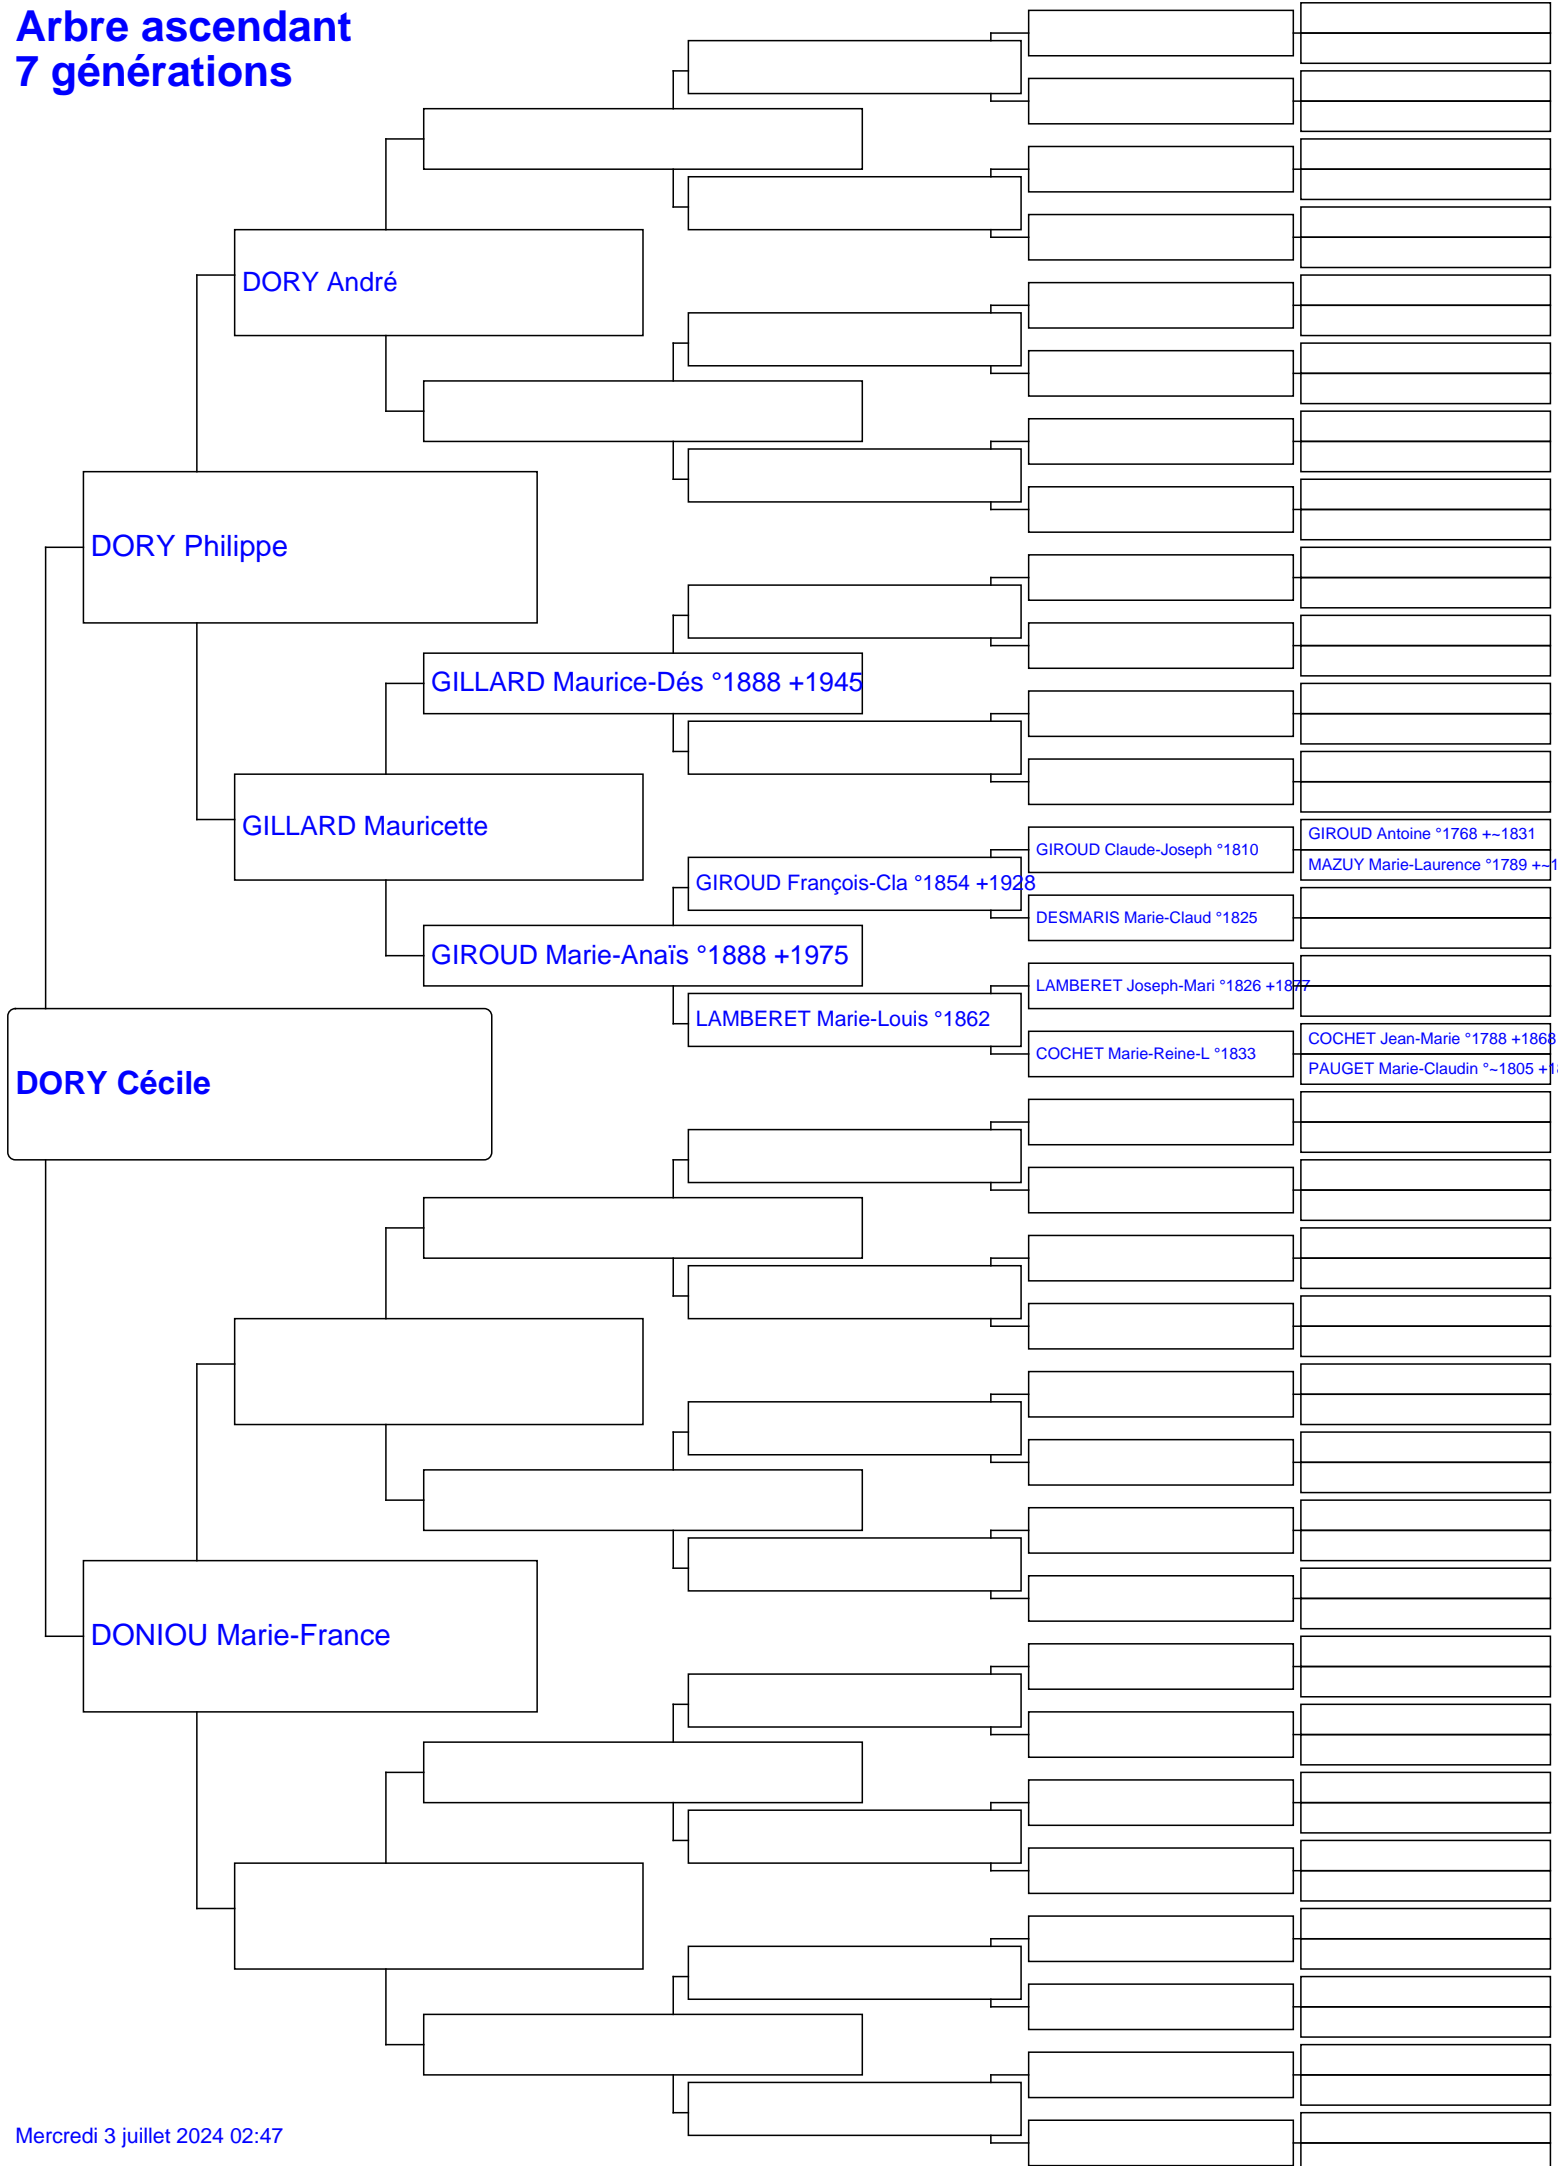 Arbre ascendant
7 générations
DORY André
DORY Philippe
GILLARD Maurice-Dés °1888 +1945
GILLARD Mauricette
GIROUD Antoine °1768 +~1831
GIROUD Claude-Joseph °1810
MAZUY Marie-Laurence °1789 +~1
GIROUD François-Cla °1854 +1928
DESMARIS Marie-Claud °1825
GIROUD Marie-Anaïs °1888 +1975
LAMBERET Joseph-Mari °1826 +1877
LAMBERET Marie-Louis °1862
COCHET Jean-Marie °1788 +1868
COCHET Marie-Reine-L °1833
PAUGET Marie-Claudin °~1805 +18
DORY Cécile
DONIOU Marie-France
Mercredi 3 juillet 2024 02:47